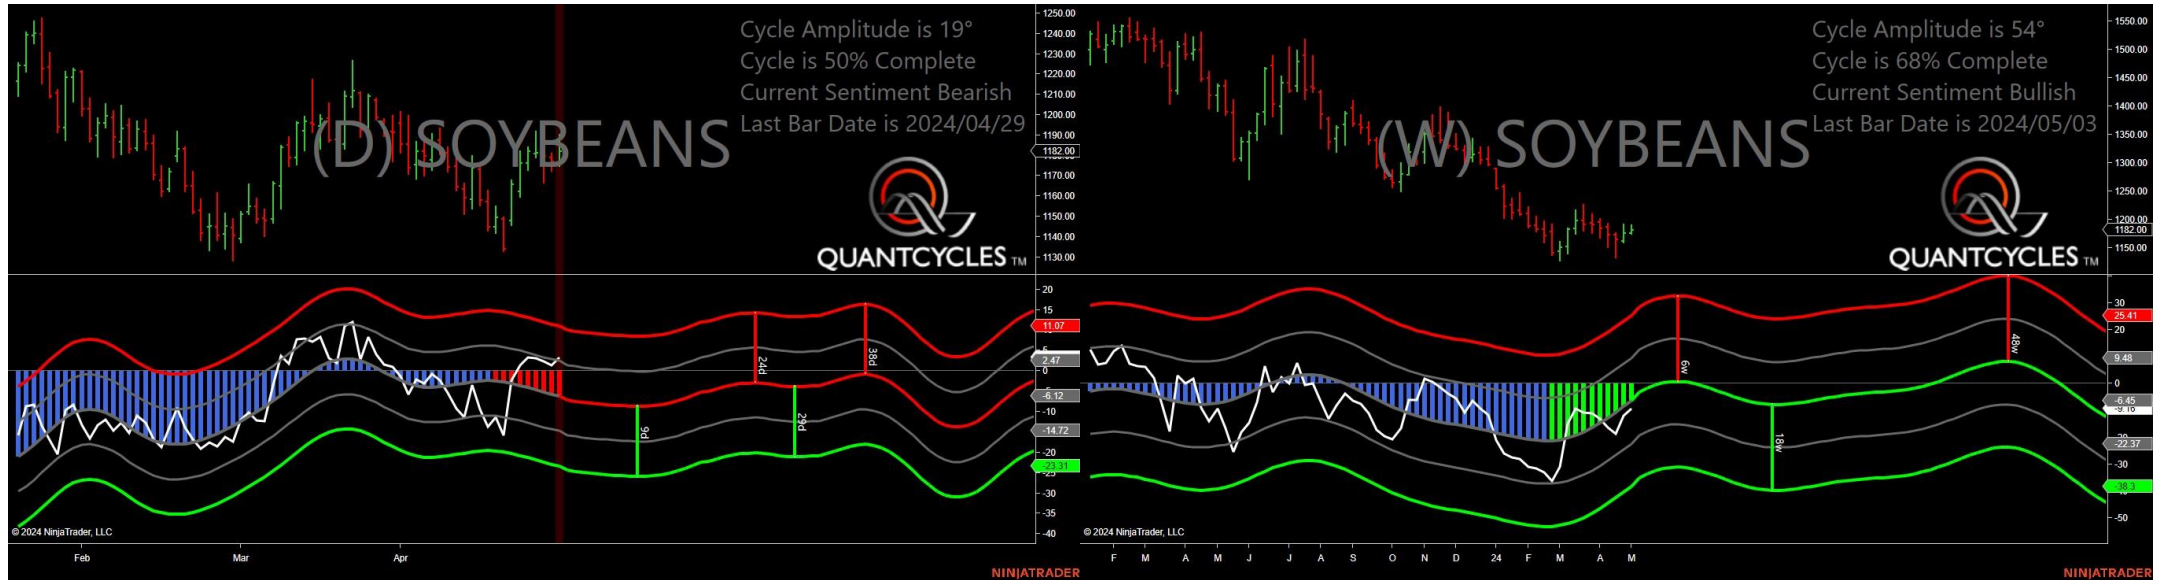 Cycle Amplitude is 19°
Cycle is 50% Complete
Current Sentiment Bearish
Last Bar Date is 2024/04/29
(D) SOYBEANS
QUANTCYCLES TM
1250.00
1240.00
1230.00
1220.00
1210.00
1200.00
1190.00
1182.00
1170.00
1160.00
1150.00
1140.00
1130.00
20
15
11.07
2.47
0
-6.12
-10
-14.72
-20
-23.31
-30
-35
-40
9d
24d
29d
38d
© 2024 NinjaTrader, LLC
Feb Mar Apr
NINJATRADER
Cycle Amplitude is 54°
Cycle is 68% Complete
Current Sentiment Bullish
Last Bar Date is 2024/05/03
(W) SOYBEANS
QUANTCYCLES TM
1550.00
1500.00
1450.00
1400.00
1350.00
1300.00
1250.00
1200.00
1182.00
1150.00
30
25.41
20
9.48
0
-6.45
-9.16
-22.37
-30
-38.3
-50
6w
18w
48w
© 2024 NinjaTrader, LLC
F M A M J J A S O N D 24 F M A M
NINJATRADER